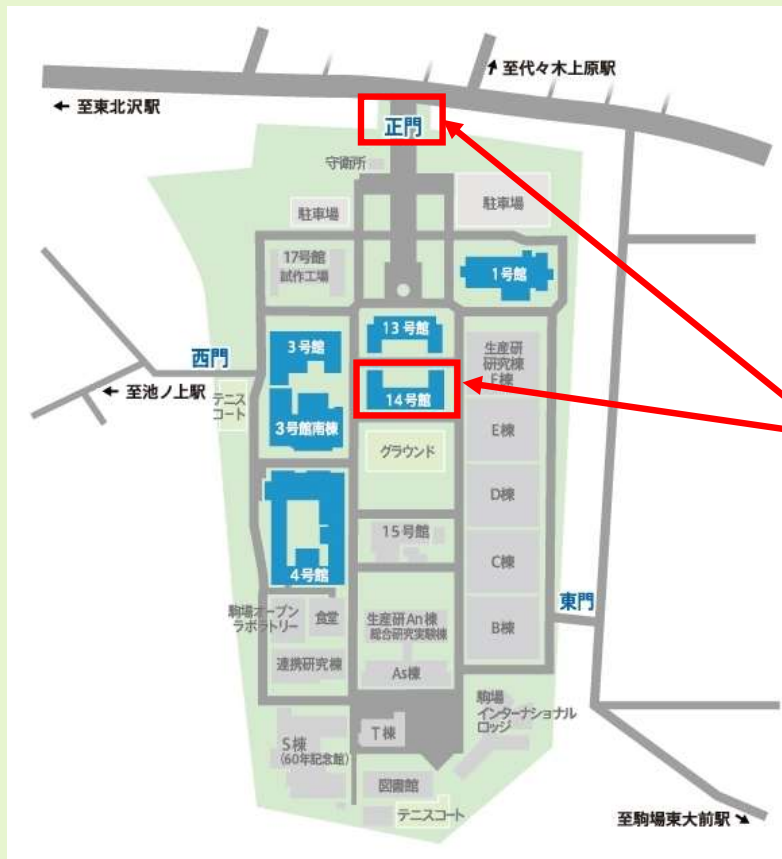 至代々木上原駅
至東北沢駅
正門
守衛所
駐車場
駐車場
17号館
試作工場
1号館
13号館
3号館
生産研
研究棟
F棟
西門
至池ノ上駅
テニス
コート
14号館
3号館南棟
E棟
グラウンド
D棟
15号館
C棟
4号館
東門
駒場オープン
ラボラトリー
食堂
生産研An棟
総合研究実験棟
B棟
連携研究棟
As棟
駒場
インターナショナル
ロッジ
S棟
(60年記念館)
T棟
図書館
テニスコート
至駒場東大前駅